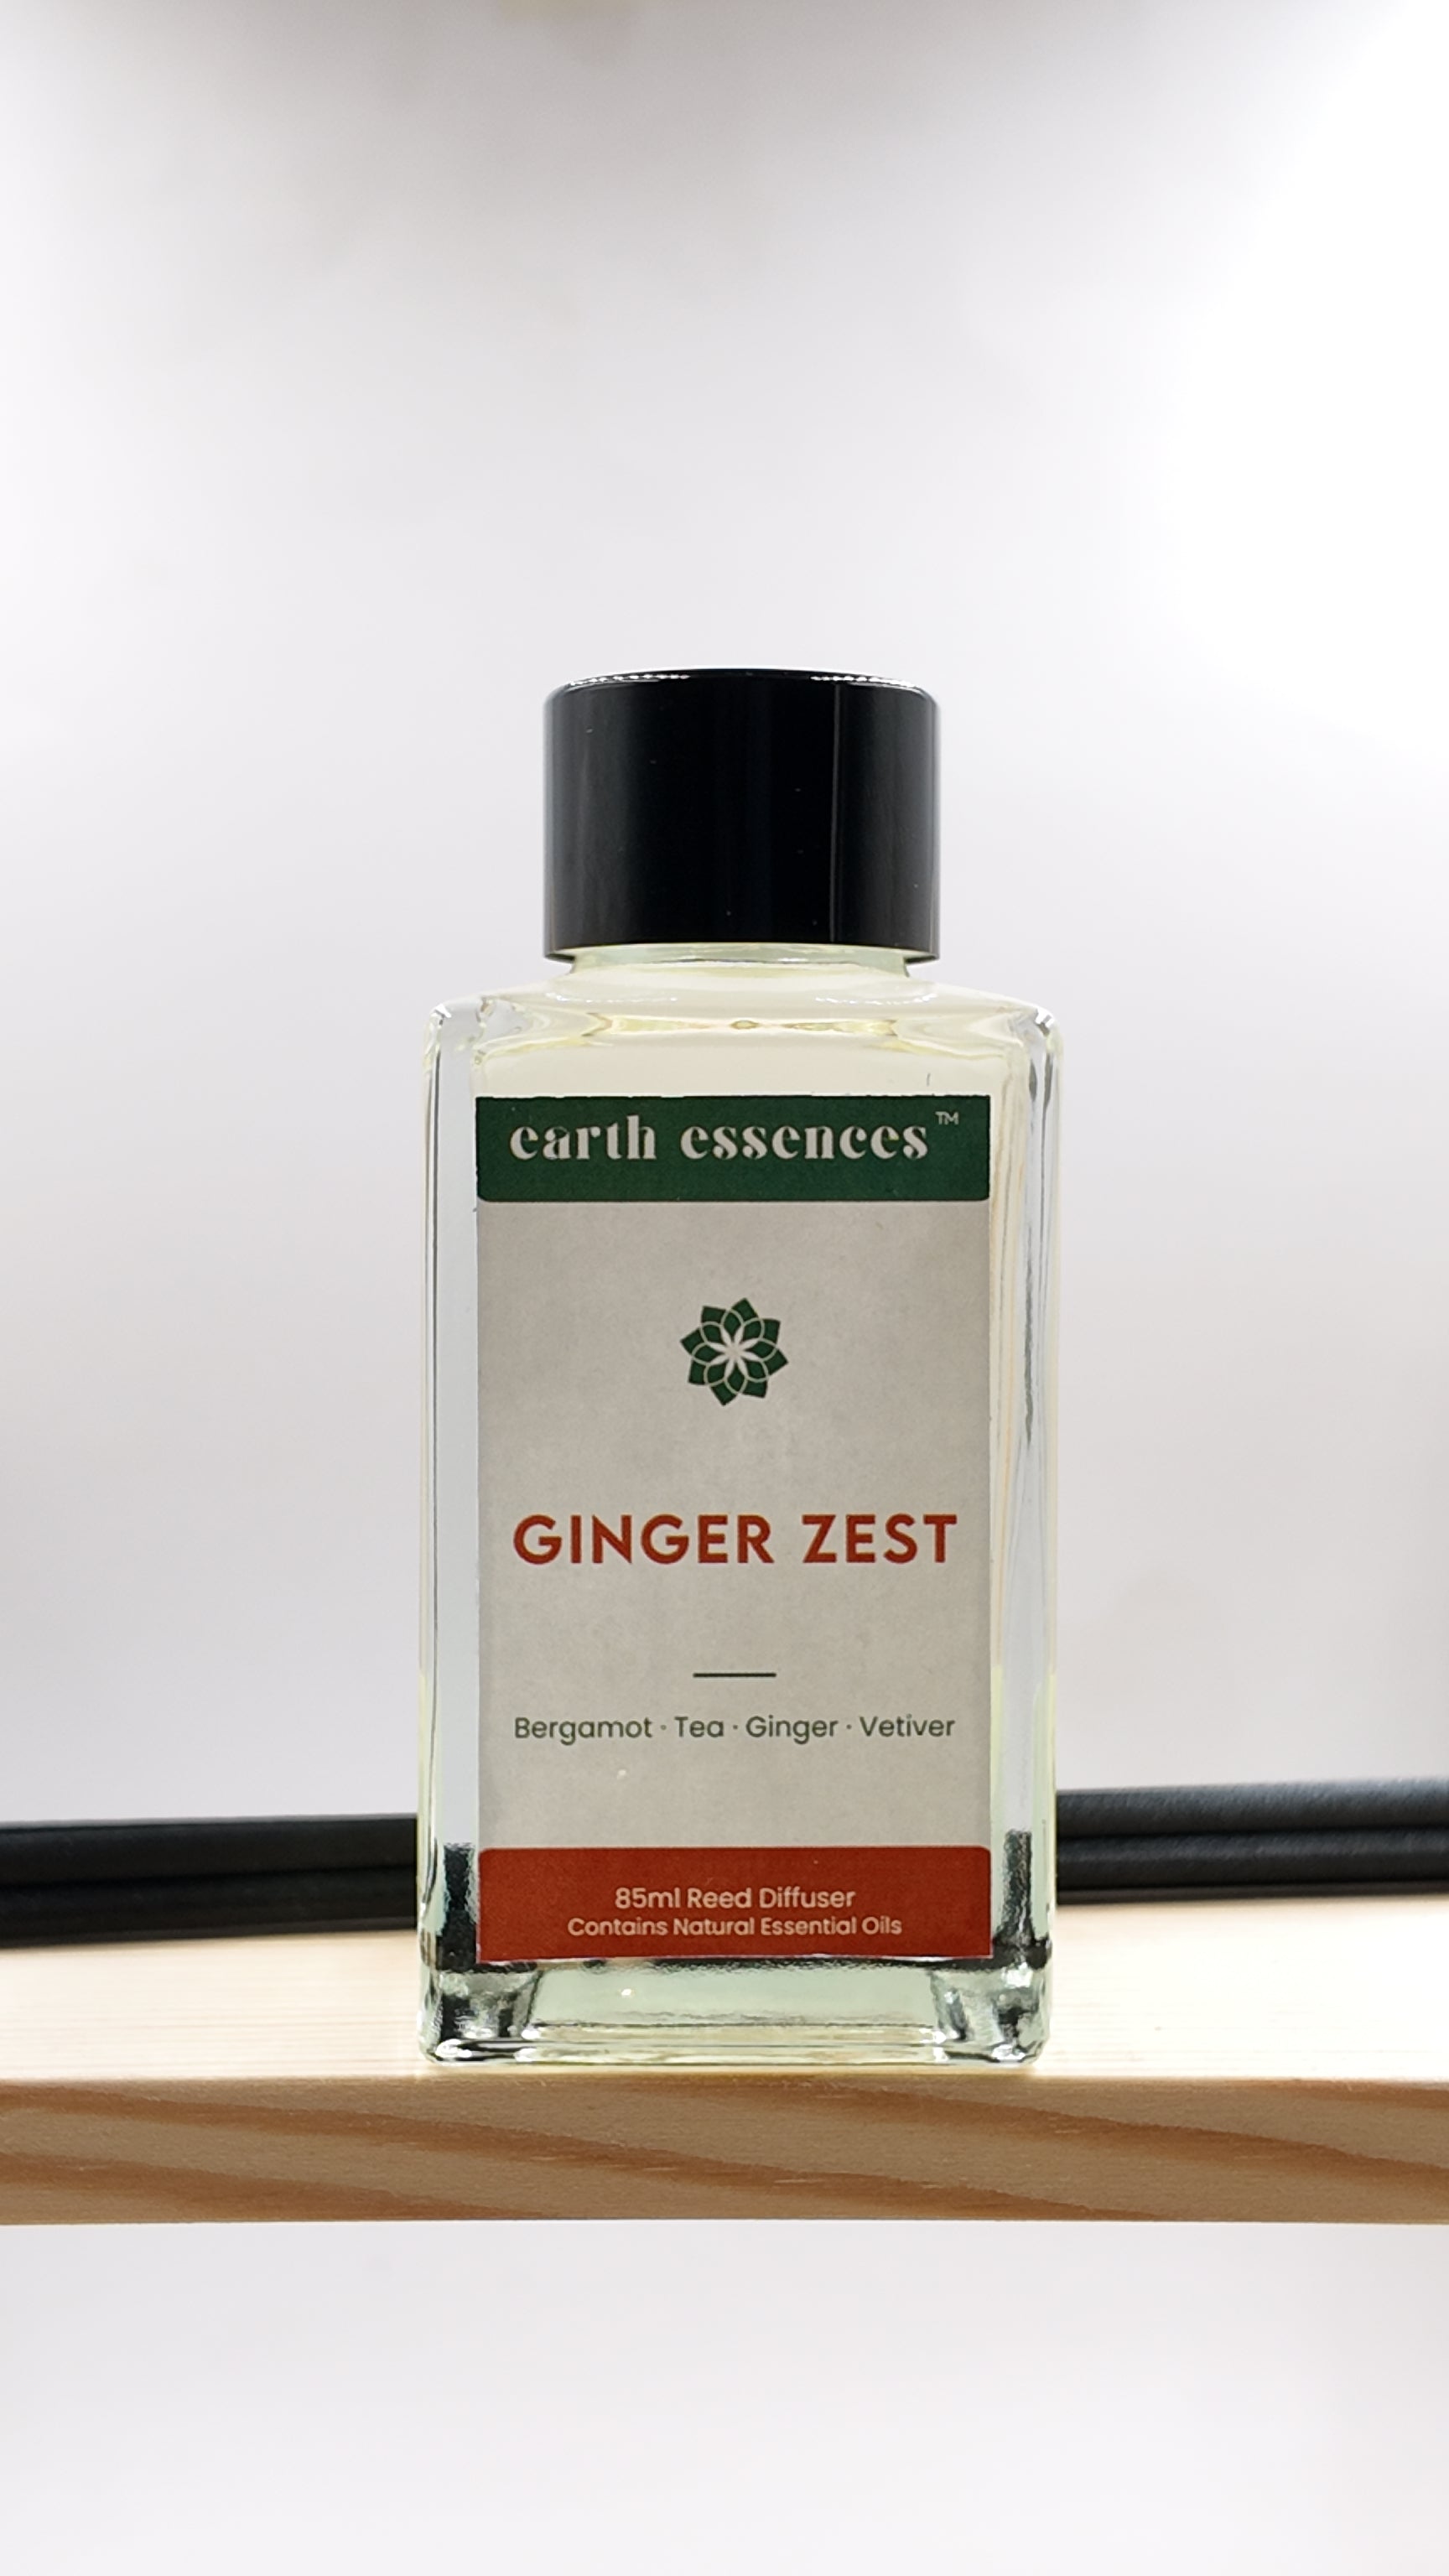 earth essences™
GINGER ZEST
Bergamot · Tea · Ginger · Vetiver
85ml Reed Diffuser
Contains Natural Essential Oils